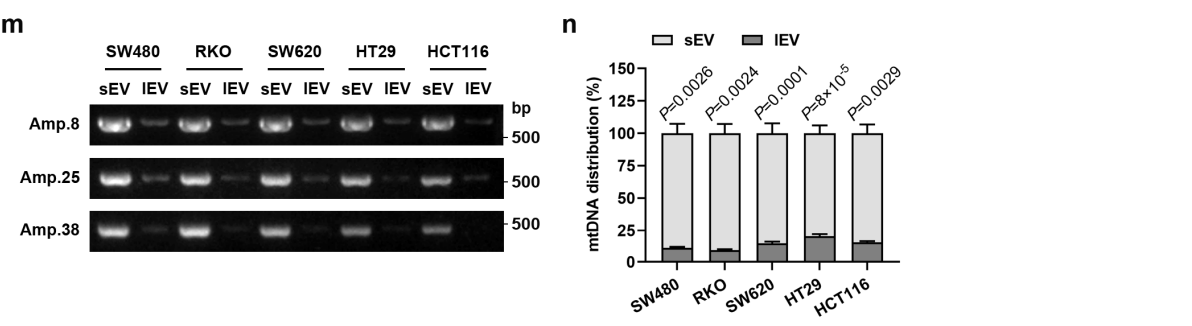 m
SW480 RKO SW620 HT29 HCT116
sEV lEV sEV lEV sEV lEV sEV lEV sEV lEV
bp
Amp.8
500
Amp.25
500
Amp.38
500
n
sEV lEV
P=0.0026 P=0.0024 P=0.0001 P=8×10-5 P=0.0029
mtDNA distribution (%)
150
125
100
75
50
25
0
SW480 RKO SW620 HT29 HCT116